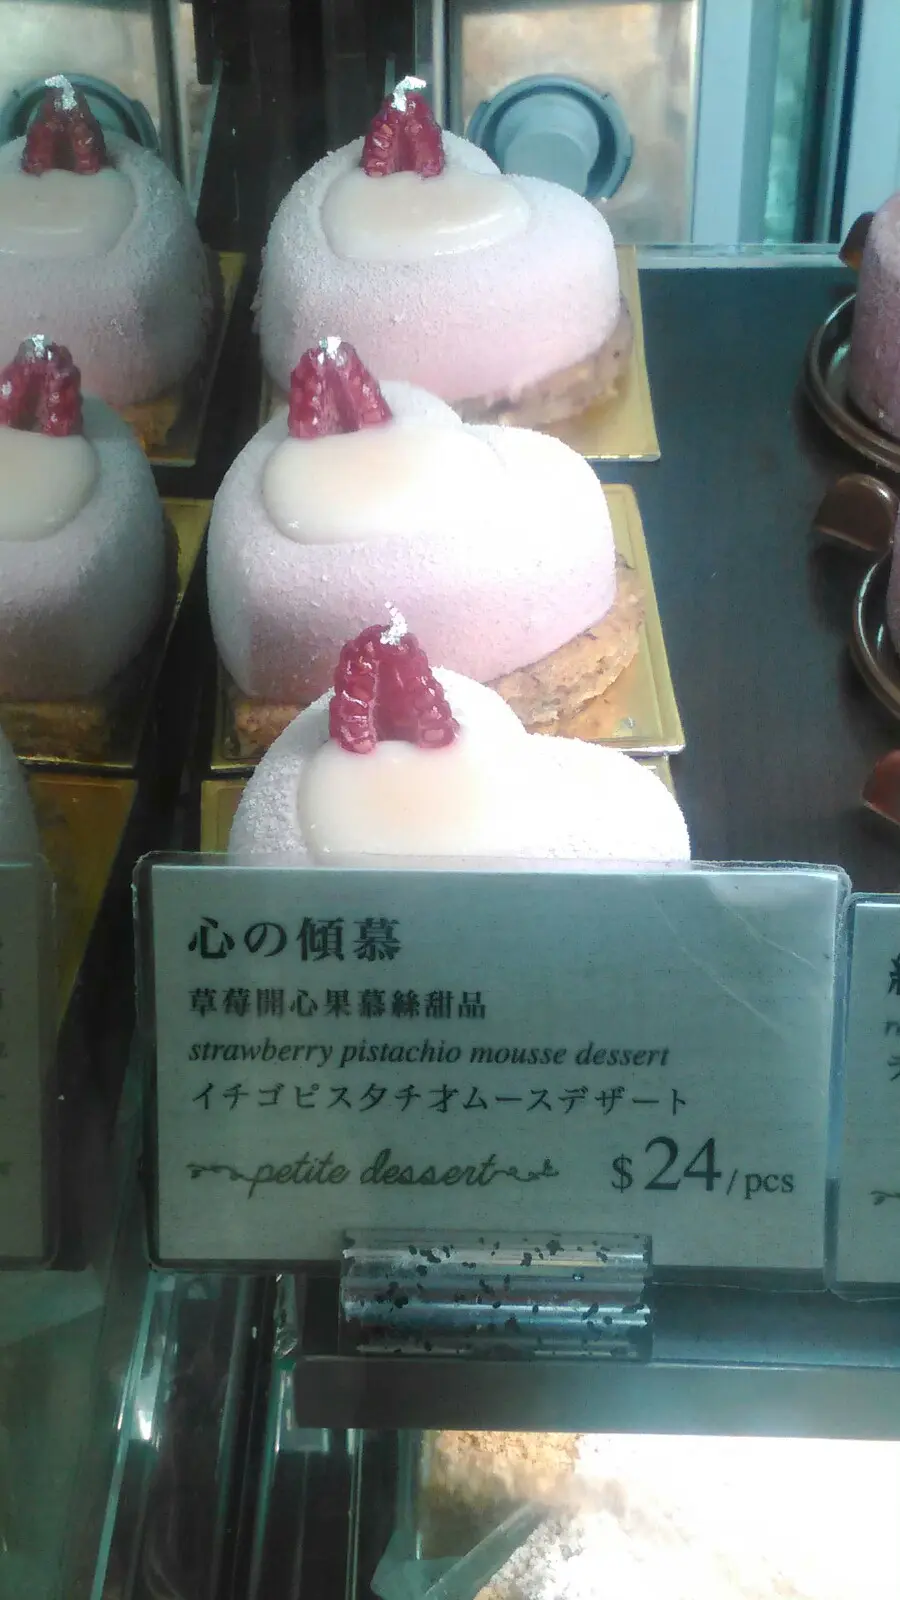 心の傾慕
草莓開心果慕絲甜品
strawberry pistachio mousse dessert
イチゴピスタチオムースデザート
petite dessert
$24/pcs